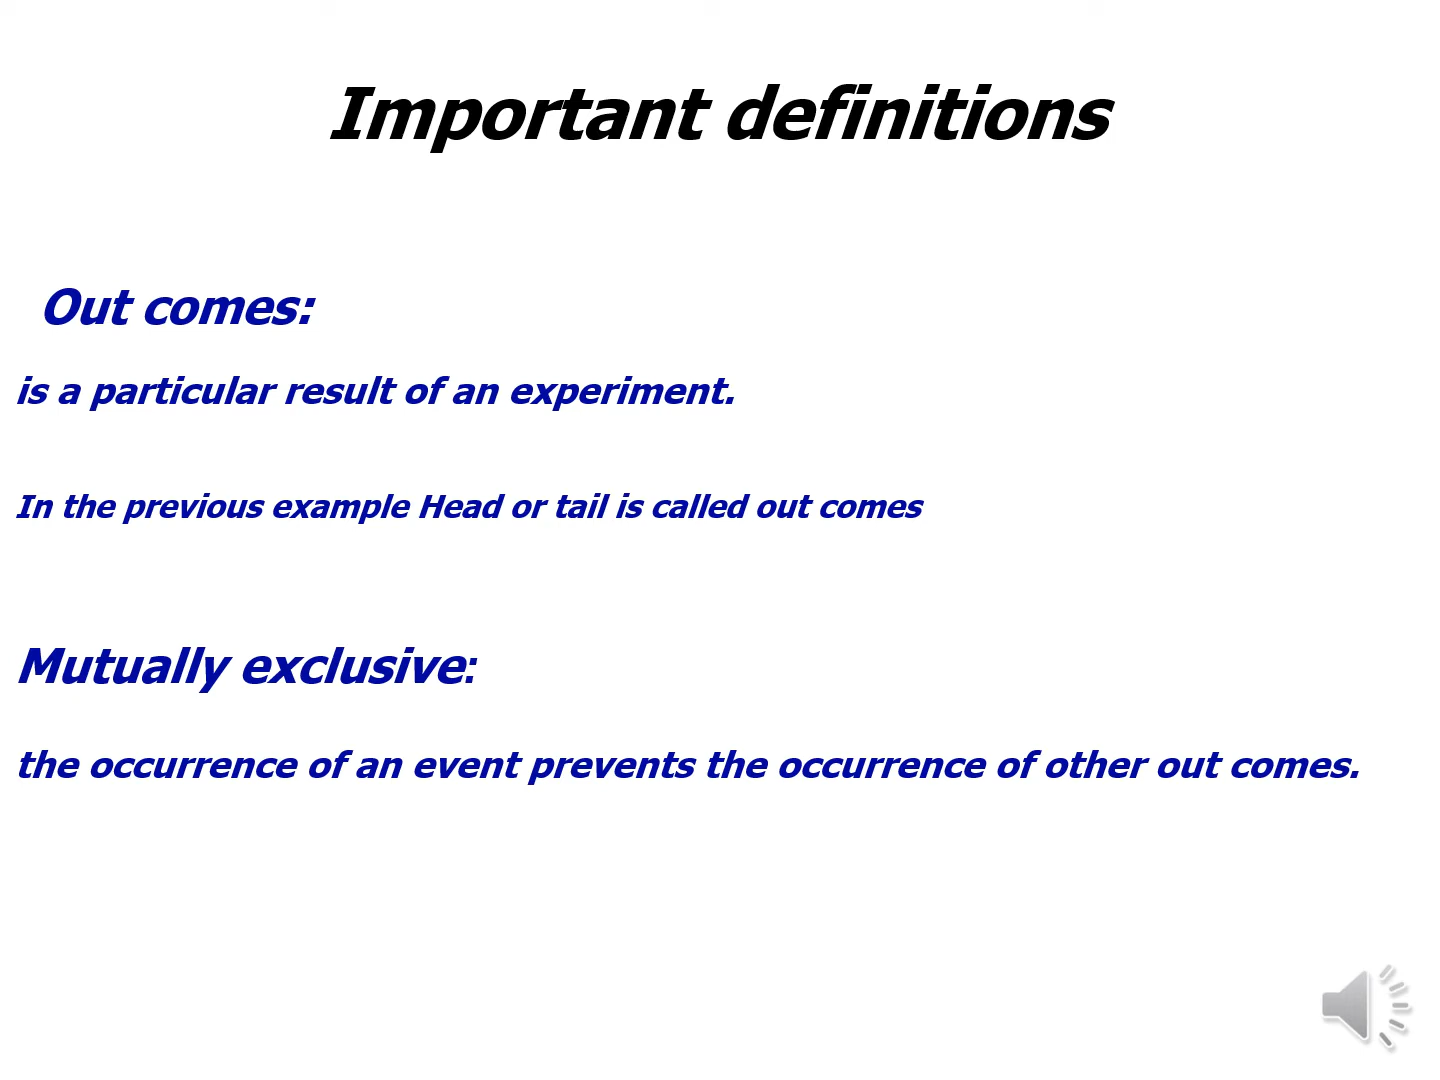 Important definitions
Out comes:
is a particular result of an experiment.
In the previous example Head or tail is called out comes
Mutually exclusive:
the occurrence of an event prevents the occurrence of other out comes.